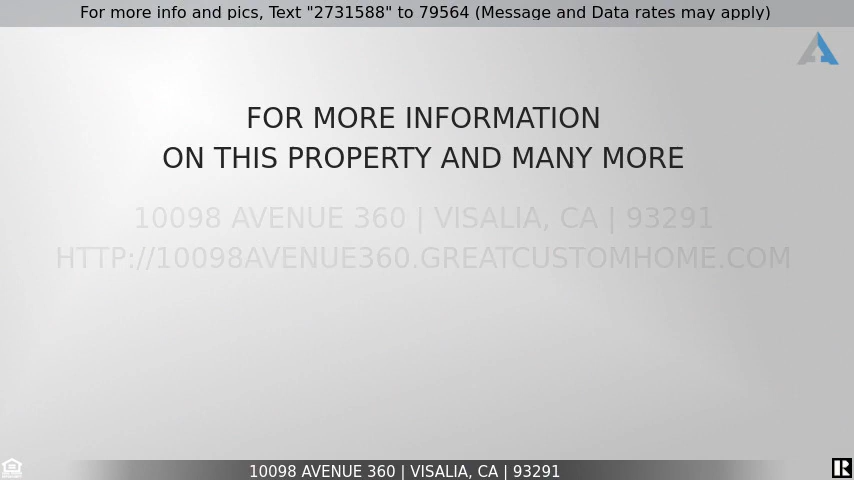 For more info and pics, Text "2731588" to 79564 (Message and Data rates may apply)
FOR MORE INFORMATION
ON THIS PROPERTY AND MANY MORE
10098 AVENUE 360 | VISALIA, CA | 93291
HTTP://10098AVENUE360.GREATCUSTOMHOME.COM
10098 AVENUE 360 | VISALIA, CA | 93291